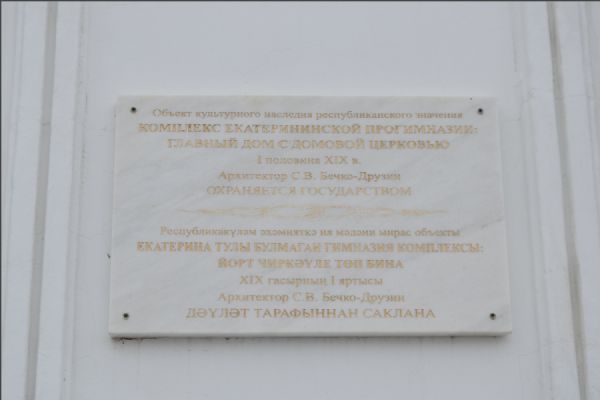 Объект культурного наследия республиканского значения
КОМПЛЕКС ЕКАТЕРИНИНСКОЙ ПРОГИМНАЗИИ:
ГЛАВНЫЙ ДОМ С ДОМОВОЙ ЦЕРКОВЬЮ
I половина XIX в.
Архитектор С.В. Бечко-Друзин
ОХРАНЯЕТСЯ ГОСУДАРСТВОМ
Республикакүләм әһәмияткә ия мәдәни мирас объекты
ЕКАТЕРИНА ТУЛЫ БУЛМАГАН ГИМНАЗИЯ КОМПЛЕКСЫ:
ЙОРТ ЧИРКӘҮЛЕ ТӨП БИНА
XIX гасырның I яртысы
Архитектор С.В. Бечко-Друзин
ДӘҮЛӘТ ТАРАФЫННАН САКЛАНА